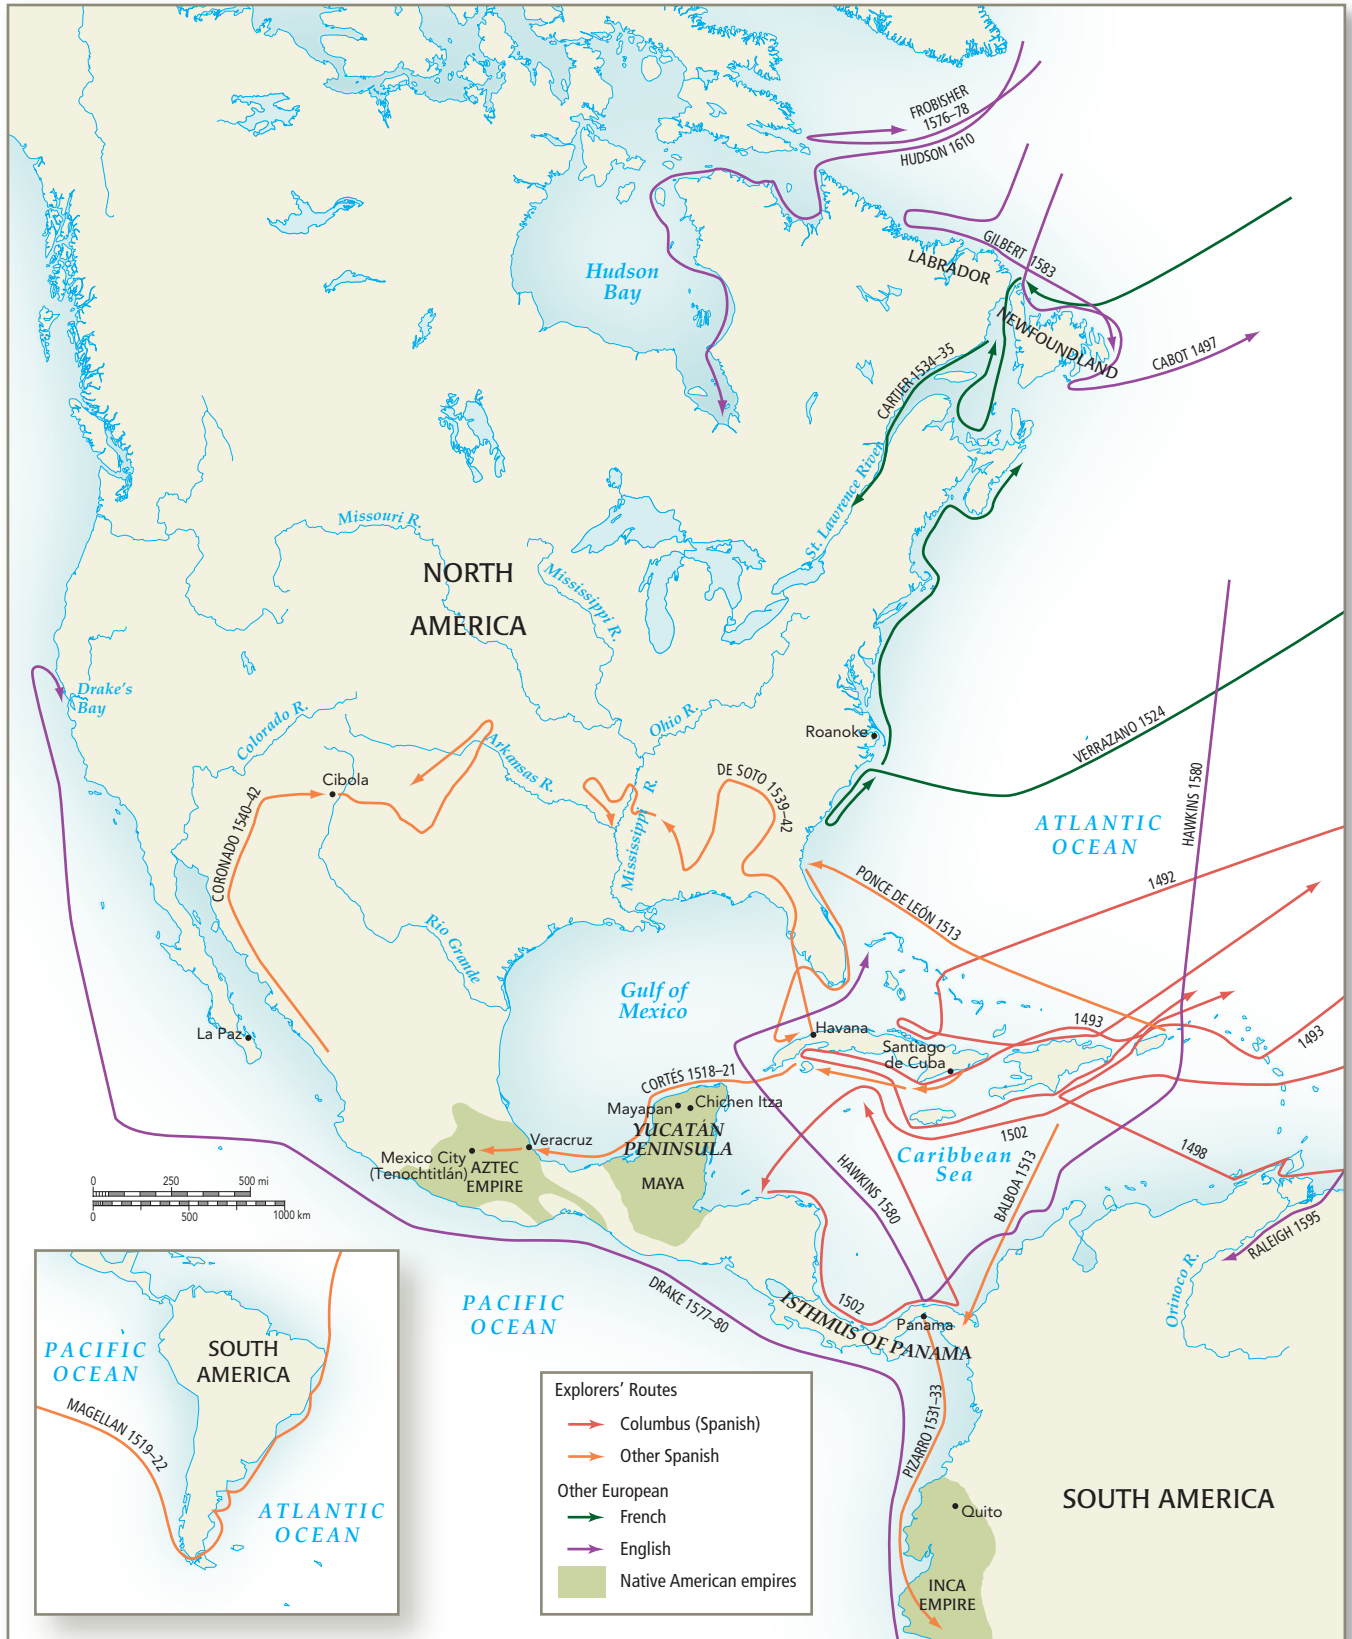 FROBISHER
1576–78
HUDSON 1610
GILBERT 1583
LABRADOR
Hudson
Bay
NEWFOUNDLAND
CABOT 1497
CARTIER 1534–35
St. Lawrence River
Missouri R.
NORTH
AMERICA
Mississippi R.
Drake's
Bay
Colorado R.
Ohio R.
Roanoke
VERRAZANO 1524
Arkansas R.
Cibola
DE SOTO 1539–42
HAWKINS 1580
CORONADO 1540–42
Mississippi R.
ATLANTIC
OCEAN
1492
PONCE DE LEÓN 1513
Rio Grande
Gulf of
Mexico
La Paz
Havana
1493
1493
Santiago
de Cuba
CORTÉS 1518–21
Mayapan
Chichen Itza
YUCATÁN
PENINSULA
Veracruz
Mexico City
(Tenochtitlán)
AZTEC
EMPIRE
MAYA
1502
Caribbean
Sea
1498
HAWKINS 1580
BALBOA 1513
RALEIGH 1595
Orinoco R.
0 250 500 mi
0 500 1000 km
DRAKE 1577–80
1502
ISTHMUS OF PANAMA
Panama
PACIFIC
OCEAN
PIZARRO 1531–33
Quito
INCA
EMPIRE
SOUTH AMERICA
PACIFIC
OCEAN
SOUTH
AMERICA
MAGELLAN 1519–22
ATLANTIC
OCEAN
Explorers' Routes
Columbus (Spanish)
Other Spanish
Other European
French
English
Native American empires